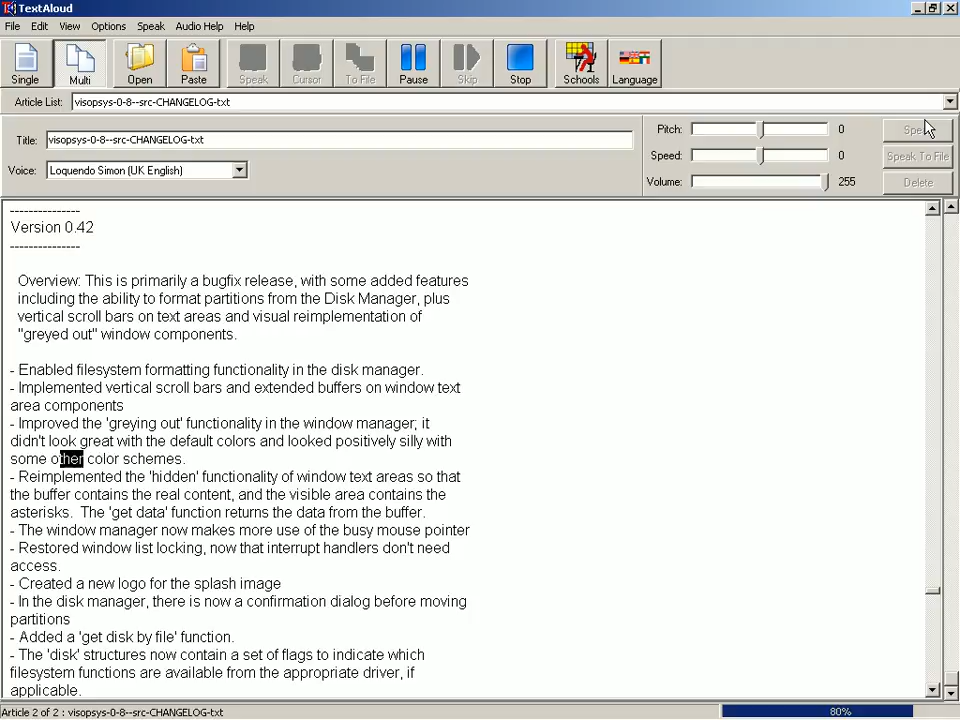 TextAloud
File Edit View Options Speak Audio Help Help
Single Multi Open Paste Speak Cursor To File Pause Skip Stop Schools Language
Article List: visopsys-0-8--src-CHANGELOG-txt
Title: visopsys-0-8--src-CHANGELOG-txt
Voice: Loquendo Simon (UK English)
Pitch: 0
Speed: 0
Volume: 255
Speak
Speak To File
Delete
---------------
Version 0.42
---------------
Overview: This is primarily a bugfix release, with some added features
including the ability to format partitions from the Disk Manager, plus
vertical scroll bars on text areas and visual reimplementation of
"greyed out" window components.
- Enabled filesystem formatting functionality in the disk manager.
- Implemented vertical scroll bars and extended buffers on window text
area components
- Improved the 'greying out' functionality in the window manager; it
didn't look great with the default colors and looked positively silly with
some other color schemes.
- Reimplemented the 'hidden' functionality of window text areas so that
the buffer contains the real content, and the visible area contains the
asterisks.  The 'get data' function returns the data from the buffer.
- The window manager now makes more use of the busy mouse pointer
- Restored window list locking, now that interrupt handlers don't need
access.
- Created a new logo for the splash image
- In the disk manager, there is now a confirmation dialog before moving
partitions
- Added a 'get disk by file' function.
- The 'disk' structures now contain a set of flags to indicate which
filesystem functions are available from the appropriate driver, if
applicable.
Article 2 of 2 : visopsys-0-8--src-CHANGELOG-txt
80%